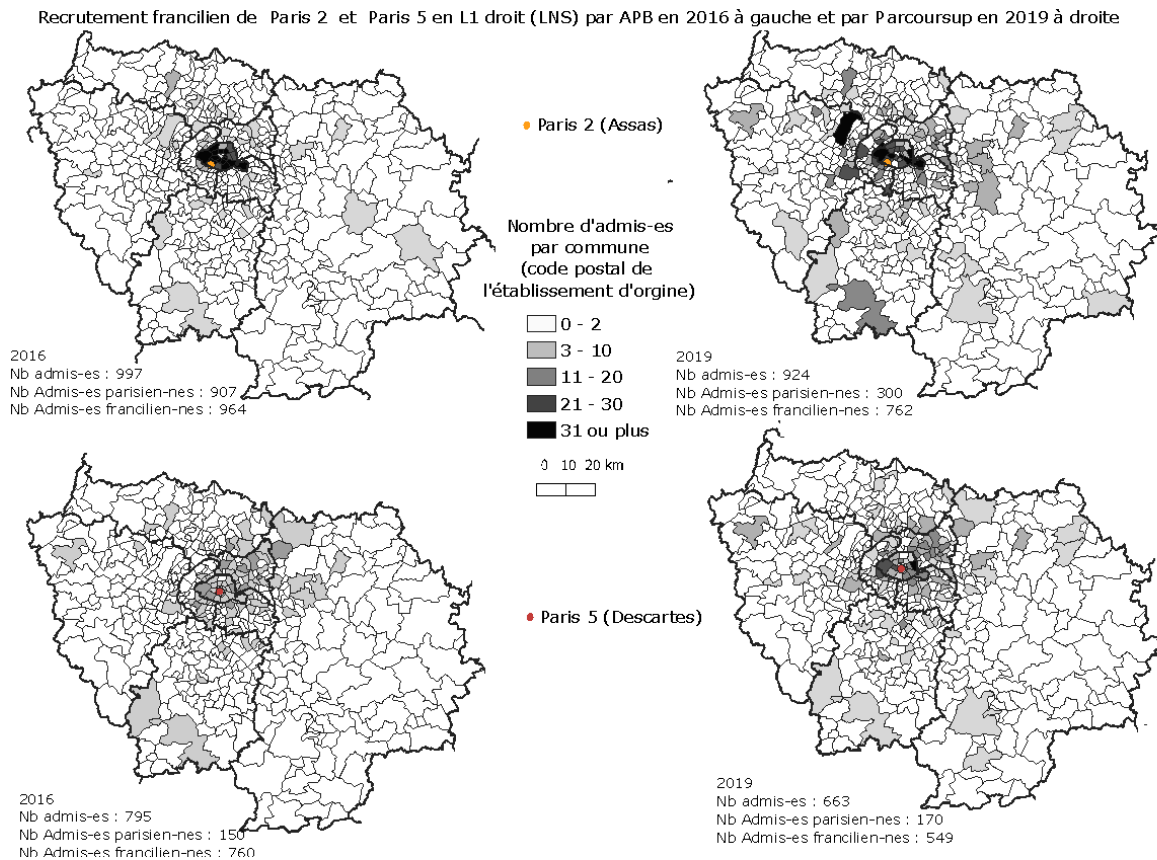 Recrutement francilien de Paris 2 et Paris 5 en L1 droit (LNS) par APB en 2016 à gauche et par Parcoursup en 2019 à droite
Paris 2 (Assas)
Nombre d'admis-es
par commune
(code postal de
l'établissement d'orgine)
0 - 2
3 - 10
11 - 20
21 - 30
31 ou plus
0 10 20 km
2016
Nb admis-es : 997
Nb Admis-es parisien-nes : 907
Nb Admis-es francilien-nes : 964
2019
Nb admis-es : 924
Nb Admis-es parisien-nes : 300
Nb Admis-es francilien-nes : 762
Paris 5 (Descartes)
2016
Nb admis-es : 795
Nb Admis-es parisien-nes : 150
Nb Admis-es francilien-nes : 760
2019
Nb admis-es : 663
Nb Admis-es parisien-nes : 170
Nb Admis-es francilien-nes : 549